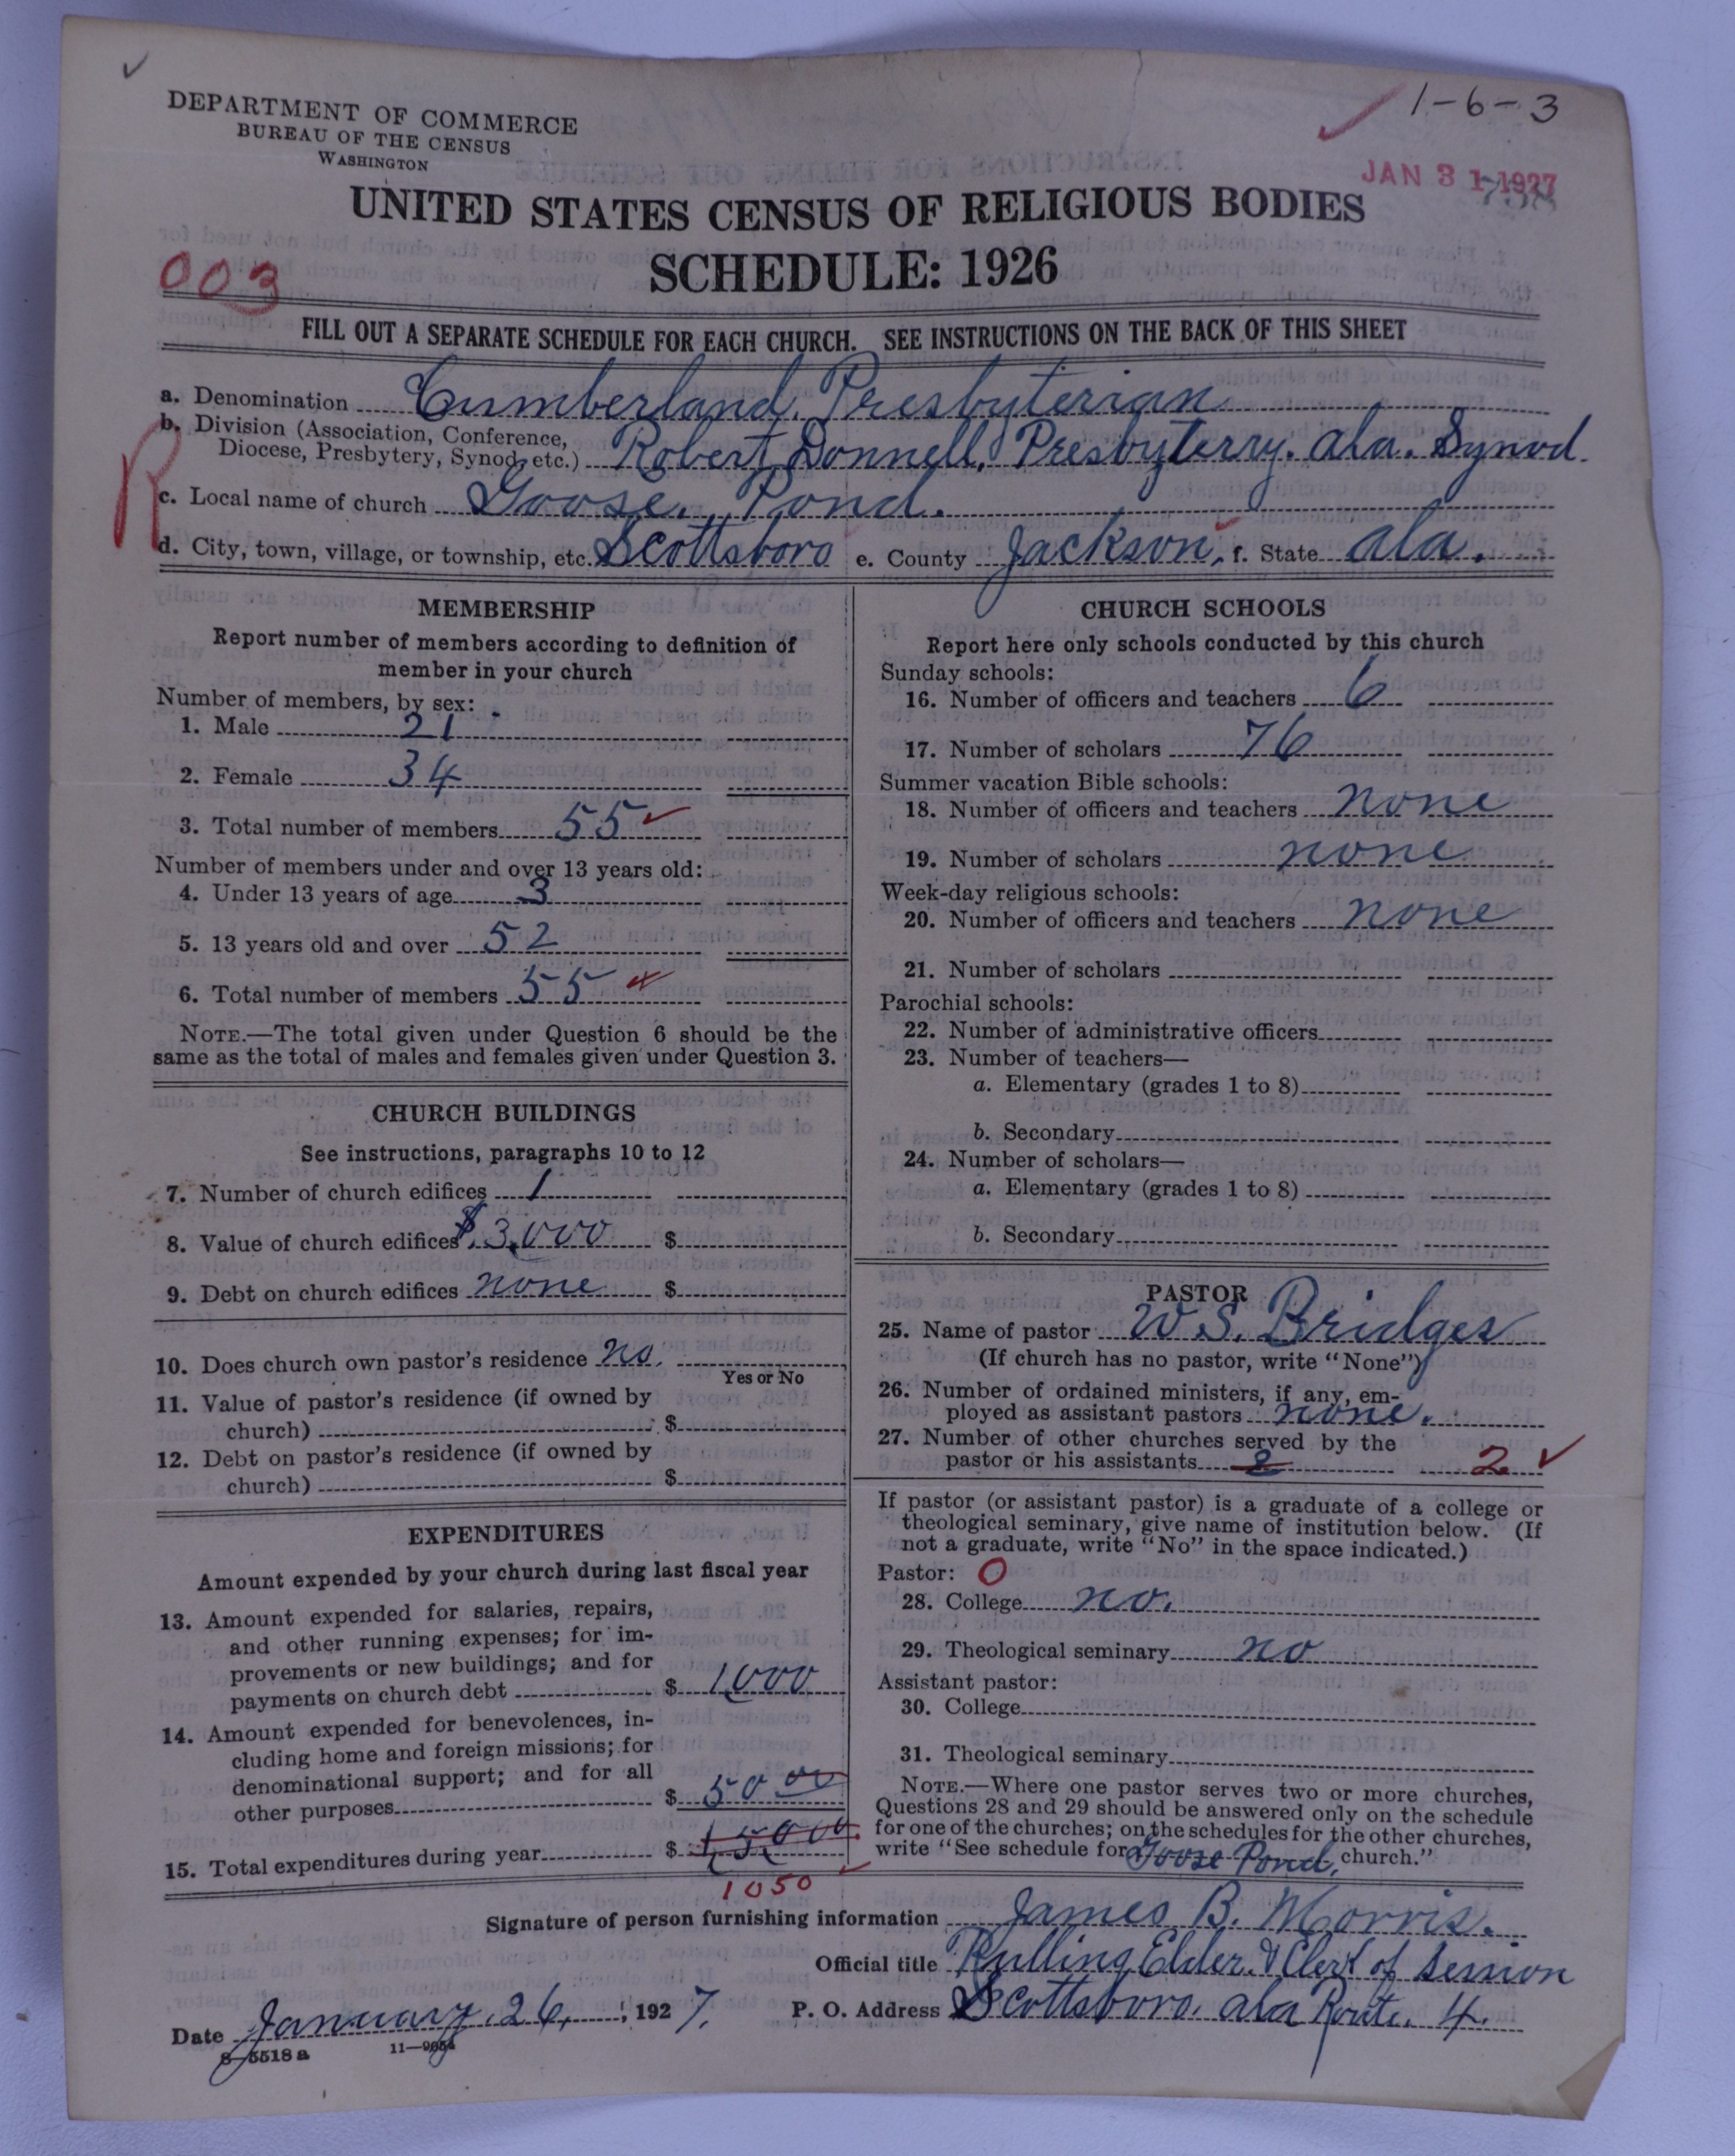 ✓
1-6-3
DEPARTMENT OF COMMERCE
BUREAU OF THE CENSUS
WASHINGTON
JAN 31 1927
UNITED STATES CENSUS OF RELIGIOUS BODIES
SCHEDULE: 1926
003
FILL OUT A SEPARATE SCHEDULE FOR EACH CHURCH. SEE INSTRUCTIONS ON THE BACK OF THIS SHEET
R
a. Denomination Cumberland Presbyterian
b. Division (Association, Conference,
Diocese, Presbytery, Synod, etc.) Robert Donnell, Presbyterry. Ala. Synod.
c. Local name of church Goose Pond.
d. City, town, village, or township, etc. Scottsboro e. County Jackson, f. State Ala.
MEMBERSHIP
Report number of members according to definition of
member in your church
Number of members, by sex:
1. Male 21
2. Female 34
3. Total number of members 55 ✓
Number of members under and over 13 years old:
4. Under 13 years of age 3
5. 13 years old and over 52
6. Total number of members 55 ✓
NOTE.—The total given under Question 6 should be the
same as the total of males and females given under Question 3.
CHURCH BUILDINGS
See instructions, paragraphs 10 to 12
7. Number of church edifices 1
8. Value of church edifices $3,000 $
9. Debt on church edifices none $
10. Does church own pastor's residence no.
Yes or No
11. Value of pastor's residence (if owned by
church) $
12. Debt on pastor's residence (if owned by
church) $
EXPENDITURES
Amount expended by your church during last fiscal year
13. Amount expended for salaries, repairs,
and other running expenses; for im-
provements or new buildings; and for
payments on church debt $ 1,000
14. Amount expended for benevolences, in-
cluding home and foreign missions; for
denominational support; and for all
other purposes $ 50 00
15. Total expenditures during year $
1050 ✓
CHURCH SCHOOLS
Report here only schools conducted by this church
Sunday schools:
16. Number of officers and teachers 6
17. Number of scholars 76
Summer vacation Bible schools:
18. Number of officers and teachers none
19. Number of scholars none
Week-day religious schools:
20. Number of officers and teachers none
21. Number of scholars
Parochial schools:
22. Number of administrative officers
23. Number of teachers—
a. Elementary (grades 1 to 8)
b. Secondary
24. Number of scholars—
a. Elementary (grades 1 to 8)
b. Secondary
PASTOR
25. Name of pastor W. S. Bridges
(If church has no pastor, write "None")
26. Number of ordained ministers, if any, em-
ployed as assistant pastors none.
27. Number of other churches served by the
pastor or his assistants 2 2 ✓
If pastor (or assistant pastor) is a graduate of a college or
theological seminary, give name of institution below. (If
not a graduate, write "No" in the space indicated.)
Pastor: O
28. College no.
29. Theological seminary no
Assistant pastor:
30. College
31. Theological seminary
NOTE.—Where one pastor serves two or more churches,
Questions 28 and 29 should be answered only on the schedule
for one of the churches; on the schedules for the other churches,
write "See schedule for Goose Pond, church."
Signature of person furnishing information James B. Morris.
Official title Rulling Elder & Clerk of session
Date January 26, 1927. P. O. Address Scottsboro. Ala Route. 4.
8—5518 a